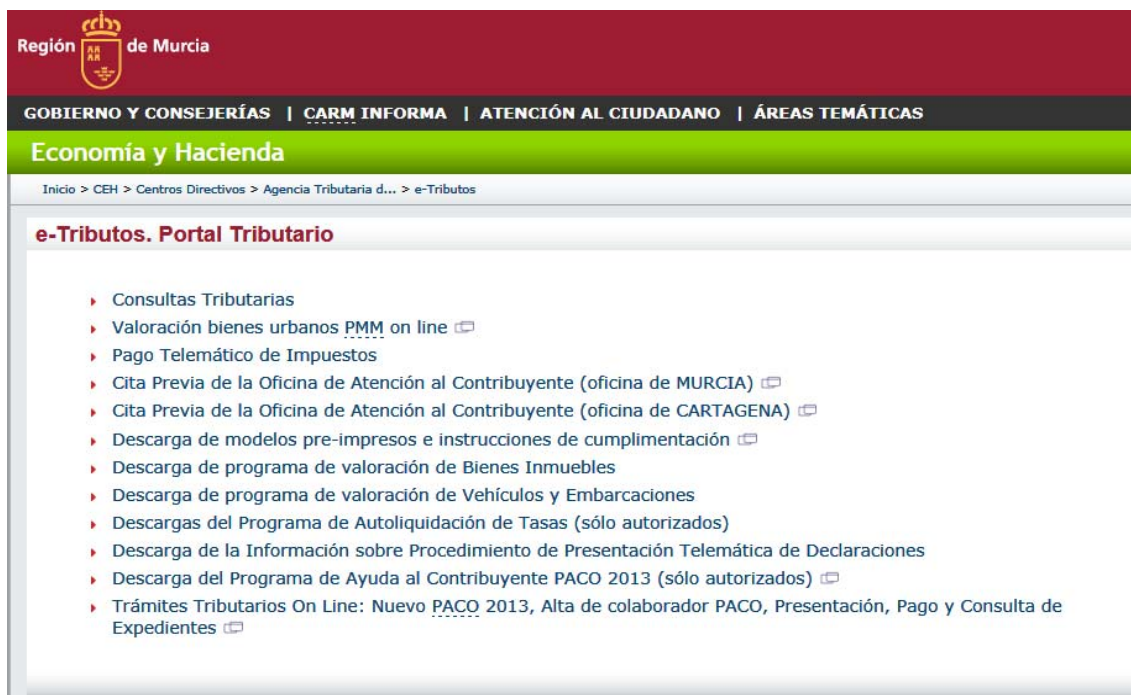 Región de Murcia
GOBIERNO Y CONSEJERÍAS | CARM INFORMA | ATENCIÓN AL CIUDADANO | ÁREAS TEMÁTICAS
Economía y Hacienda
Inicio > CEH > Centros Directivos > Agencia Tributaria d... > e-Tributos
e-Tributos. Portal Tributario
Consultas Tributarias
Valoración bienes urbanos PMM on line
Pago Telemático de Impuestos
Cita Previa de la Oficina de Atención al Contribuyente (oficina de MURCIA)
Cita Previa de la Oficina de Atención al Contribuyente (oficina de CARTAGENA)
Descarga de modelos pre-impresos e instrucciones de cumplimentación
Descarga de programa de valoración de Bienes Inmuebles
Descarga de programa de valoración de Vehículos y Embarcaciones
Descargas del Programa de Autoliquidación de Tasas (sólo autorizados)
Descarga de la Información sobre Procedimiento de Presentación Telemática de Declaraciones
Descarga del Programa de Ayuda al Contribuyente PACO 2013 (sólo autorizados)
Trámites Tributarios On Line: Nuevo PACO 2013, Alta de colaborador PACO, Presentación, Pago y Consulta de
Expedientes